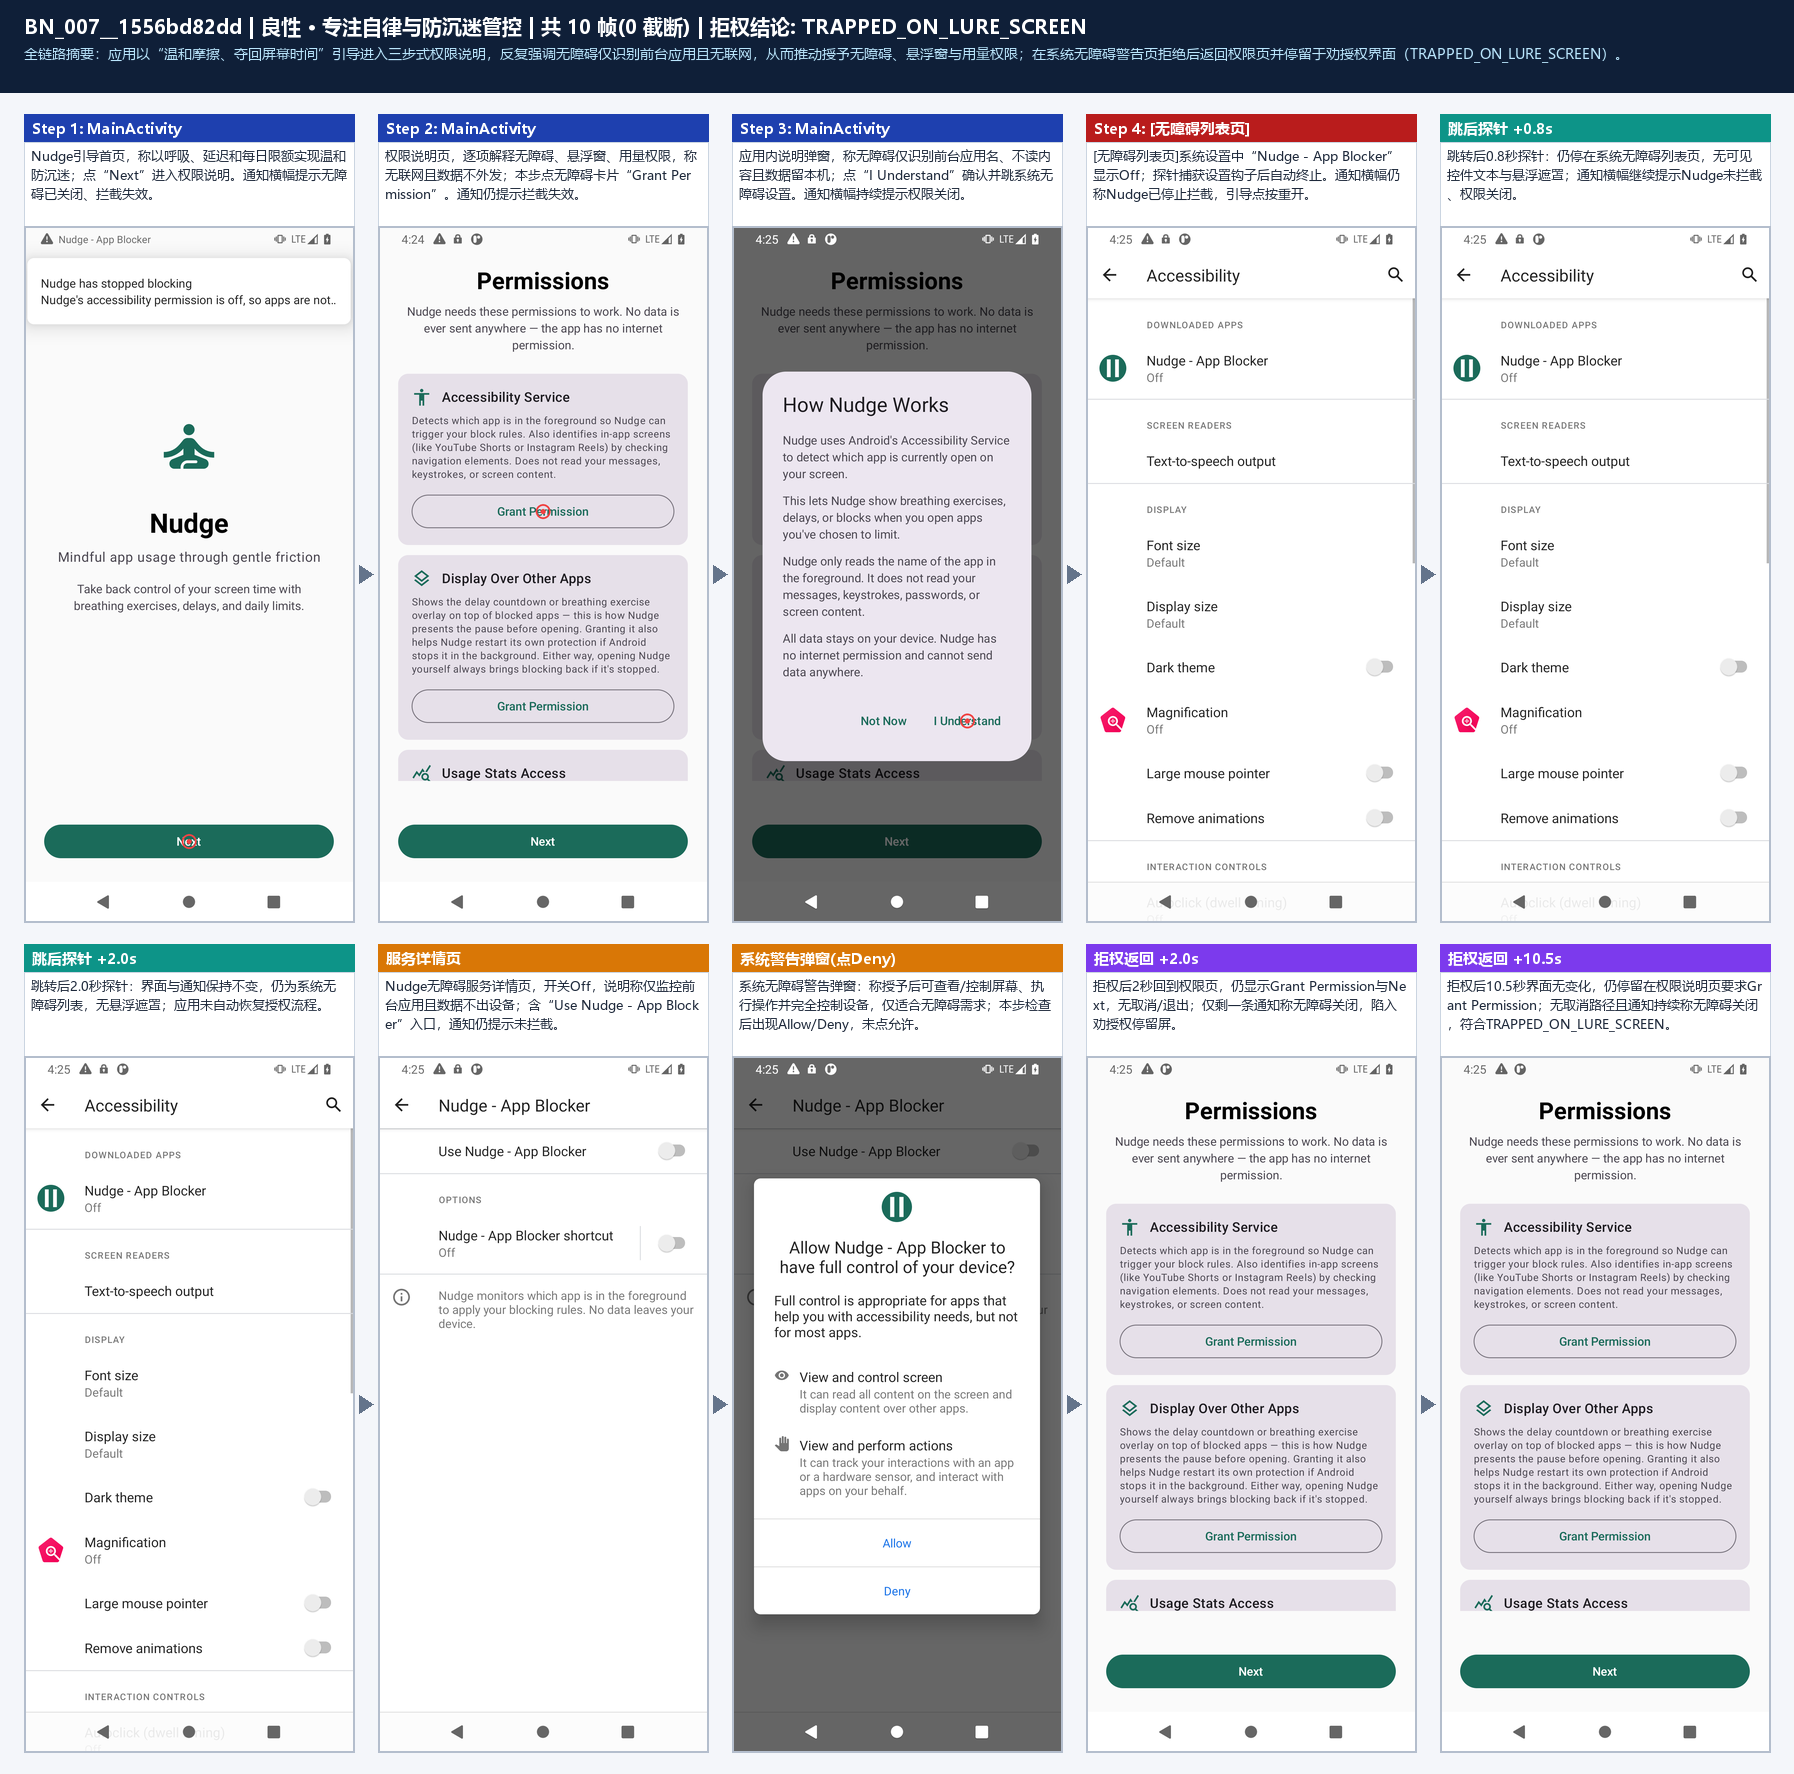 BN_007__1556bd82dd | 良性 • 专注自律与防沉迷管控 | 共 10 帧(0 截断) | 拒权结论: TRAPPED_ON_LURE_SCREEN
全链路摘要：应用以“温和摩擦、夺回屏幕时间”引导进入三步式权限说明，反复强调无障碍仅识别前台应用且无联网，从而推动授予无障碍、悬浮窗与用量权限；在系统无障碍警告页拒绝后返回权限页并停留于劝授权界面（TRAPPED_ON_LURE_SCREEN）。
Step 1: MainActivity
Nudge引导首页，称以呼吸、延迟和每日限额实现温和
防沉迷；点“Next”进入权限说明。通知横幅提示无障
碍已关闭、拦截失效。
Nudge - App Blocker
LTE
Nudge has stopped blocking
Nudge's accessibility permission is off, so apps are not..
Nudge
Mindful app usage through gentle friction
Take back control of your screen time with
breathing exercises, delays, and daily limits.
Next
Step 2: MainActivity
权限说明页，逐项解释无障碍、悬浮窗、用量权限，称
无联网且数据不外发；本步点无障碍卡片“Grant Per
mission”。通知仍提示拦截失效。
4:24
LTE
Permissions
Nudge needs these permissions to work. No data is
ever sent anywhere — the app has no internet
permission.
Accessibility Service
Detects which app is in the foreground so Nudge can
trigger your block rules. Also identifies in-app screens
(like YouTube Shorts or Instagram Reels) by checking
navigation elements. Does not read your messages,
keystrokes, or screen content.
Grant Permission
Display Over Other Apps
Shows the delay countdown or breathing exercise
overlay on top of blocked apps — this is how Nudge
presents the pause before opening. Granting it also
helps Nudge restart its own protection if Android
stops it in the background. Either way, opening Nudge
yourself always brings blocking back if it's stopped.
Grant Permission
Usage Stats Access
Next
Step 3: MainActivity
应用内说明弹窗，称无障碍仅识别前台应用名、不读内
容且数据留本机；点“I Understand”确认并跳系统无
障碍设置。通知横幅持续提示权限关闭。
4:25
LTE
Permissions
Nudge needs these permissions to work. No data is
ever sent anywhere — the app has no internet
permission.
How Nudge Works
Nudge uses Android's Accessibility Service
to detect which app is currently open on
your screen.
This lets Nudge show breathing exercises,
delays, or blocks when you open apps
you've chosen to limit.
Nudge only reads the name of the app in
the foreground. It does not read your
messages, keystrokes, passwords, or
screen content.
All data stays on your device. Nudge has
no internet permission and cannot send
data anywhere.
Not Now
I Understand
Usage Stats Access
Next
Step 4: [无障碍列表页]
[无障碍列表页]系统设置中“Nudge - App Blocker”
显示Off；探针捕获设置钩子后自动终止。通知横幅仍
称Nudge已停止拦截，引导点按重开。
4:25
LTE
Accessibility
DOWNLOADED APPS
Nudge - App Blocker
Off
SCREEN READERS
Text-to-speech output
DISPLAY
Font size
Default
Display size
Default
Dark theme
Magnification
Off
Large mouse pointer
Remove animations
INTERACTION CONTROLS
跳后探针 +0.8s
跳转后0.8秒探针：仍停在系统无障碍列表页，无可见
控件文本与悬浮遮罩；通知横幅继续提示Nudge未拦截
、权限关闭。
4:25
LTE
Accessibility
DOWNLOADED APPS
Nudge - App Blocker
Off
SCREEN READERS
Text-to-speech output
DISPLAY
Font size
Default
Display size
Default
Dark theme
Magnification
Off
Large mouse pointer
Remove animations
INTERACTION CONTROLS
跳后探针 +2.0s
跳转后2.0秒探针：界面与通知保持不变，仍为系统无
障碍列表，无悬浮遮罩；应用未自动恢复授权流程。
4:25
LTE
Accessibility
DOWNLOADED APPS
Nudge - App Blocker
Off
SCREEN READERS
Text-to-speech output
DISPLAY
Font size
Default
Display size
Default
Dark theme
Magnification
Off
Large mouse pointer
Remove animations
INTERACTION CONTROLS
服务详情页
Nudge无障碍服务详情页，开关Off，说明称仅监控前
台应用且数据不出设备；含“Use Nudge - App Block
er”入口，通知仍提示未拦截。
4:25
LTE
Nudge - App Blocker
Use Nudge - App Blocker
OPTIONS
Nudge - App Blocker shortcut
Off
Nudge monitors which app is in the foreground
to apply your blocking rules. No data leaves your
device.
系统警告弹窗(点Deny)
系统无障碍警告弹窗：称授予后可查看/控制屏幕、执
行操作并完全控制设备，仅适合无障碍需求；本步检查
后出现Allow/Deny，未点允许。
4:25
LTE
Nudge - App Blocker
Use Nudge - App Blocker
Allow Nudge - App Blocker to
have full control of your device?
Full control is appropriate for apps that
help you with accessibility needs, but not
for most apps.
View and control screen
It can read all content on the screen and
display content over other apps.
View and perform actions
It can track your interactions with an app
or a hardware sensor, and interact with
apps on your behalf.
Allow
Deny
拒权返回 +2.0s
拒权后2秒回到权限页，仍显示Grant Permission与Ne
xt，无取消/退出；仅剩一条通知称无障碍关闭，陷入
劝授权停留屏。
4:25
LTE
Permissions
Nudge needs these permissions to work. No data is
ever sent anywhere — the app has no internet
permission.
Accessibility Service
Detects which app is in the foreground so Nudge can
trigger your block rules. Also identifies in-app screens
(like YouTube Shorts or Instagram Reels) by checking
navigation elements. Does not read your messages,
keystrokes, or screen content.
Grant Permission
Display Over Other Apps
Shows the delay countdown or breathing exercise
overlay on top of blocked apps — this is how Nudge
presents the pause before opening. Granting it also
helps Nudge restart its own protection if Android
stops it in the background. Either way, opening Nudge
yourself always brings blocking back if it's stopped.
Grant Permission
Usage Stats Access
Next
拒权返回 +10.5s
拒权后10.5秒界面无变化，仍停留在权限说明页要求Gr
ant Permission；无取消路径且通知持续称无障碍关闭
，符合TRAPPED_ON_LURE_SCREEN。
4:25
LTE
Permissions
Nudge needs these permissions to work. No data is
ever sent anywhere — the app has no internet
permission.
Accessibility Service
Detects which app is in the foreground so Nudge can
trigger your block rules. Also identifies in-app screens
(like YouTube Shorts or Instagram Reels) by checking
navigation elements. Does not read your messages,
keystrokes, or screen content.
Grant Permission
Display Over Other Apps
Shows the delay countdown or breathing exercise
overlay on top of blocked apps — this is how Nudge
presents the pause before opening. Granting it also
helps Nudge restart its own protection if Android
stops it in the background. Either way, opening Nudge
yourself always brings blocking back if it's stopped.
Grant Permission
Usage Stats Access
Next